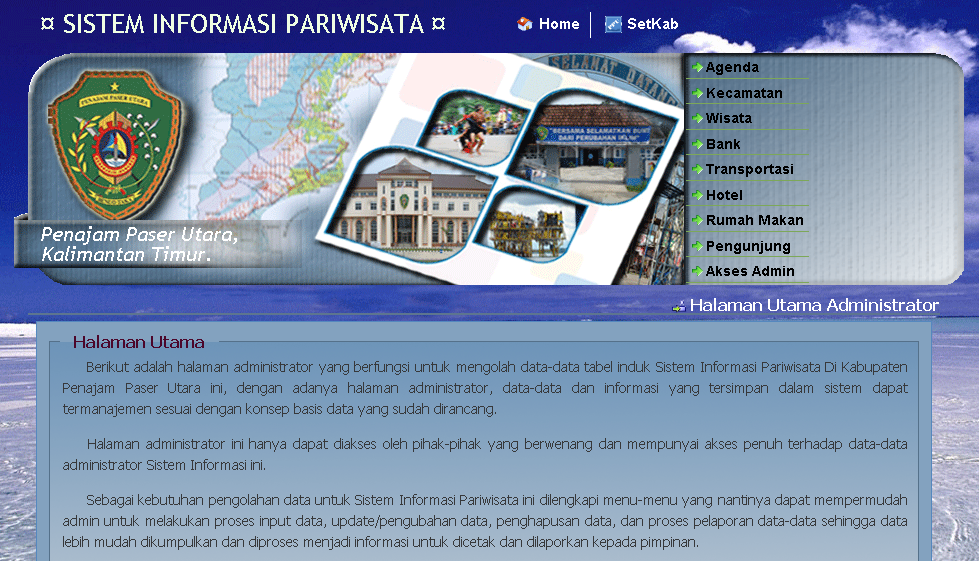 ¤ SISTEM INFORMASI PARIWISATA ¤
Home
SetKab
PENAJAM PASER UTARA
SELAMAT DATANG
"BERSAMA SELAMATKAN BUMI
DARI PERUBAHAN IKLIM"
Penajam Paser Utara,
Kalimantan Timur.
Agenda
Kecamatan
Wisata
Bank
Transportasi
Hotel
Rumah Makan
Pengunjung
Akses Admin
Halaman Utama Administrator
Halaman Utama
Berikut adalah halaman administrator yang berfungsi untuk mengolah data-data tabel induk Sistem Informasi Pariwisata Di Kabupaten
Penajam Paser Utara ini, dengan adanya halaman administrator, data-data dan informasi yang tersimpan dalam sistem dapat
termanajemen sesuai dengan konsep basis data yang sudah dirancang.
Halaman administrator ini hanya dapat diakses oleh pihak-pihak yang berwenang dan mempunyai akses penuh terhadap data-data
administrator Sistem Informasi ini.
Sebagai kebutuhan pengolahan data untuk Sistem Informasi Pariwisata ini dilengkapi menu-menu yang nantinya dapat mempermudah
admin untuk melakukan proses input data, update/pengubahan data, penghapusan data, dan proses pelaporan data-data sehingga data
lebih mudah dikumpulkan dan diproses menjadi informasi untuk dicetak dan dilaporkan kepada pimpinan.